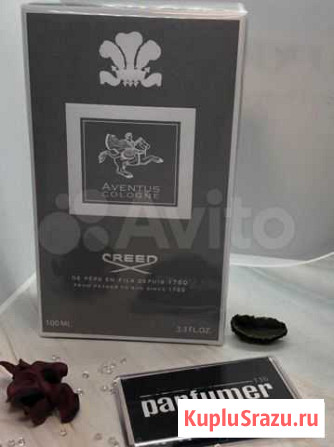 AVENTUS
COLOGNE
Avito
CREED
DE PÈRE EN FILS DEPUIS 1760
FROM FATHER TO SON SINCE 1760
100 ML
3.3 FL.OZ.
parfumer
KupluSrazu.ru